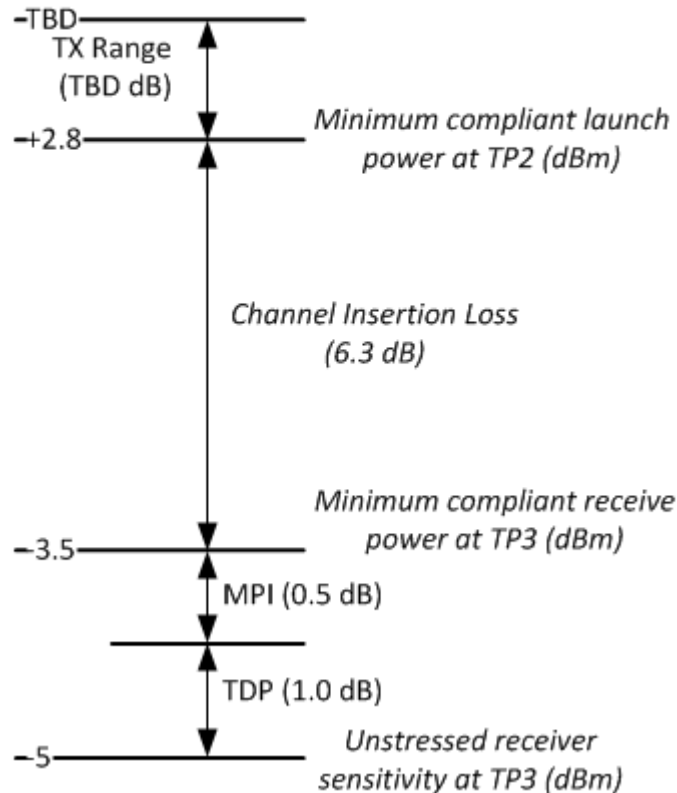 TBD
TX Range
(TBD dB)
+2.8
Minimum compliant launch
power at TP2 (dBm)
Channel Insertion Loss
(6.3 dB)
Minimum compliant receive
power at TP3 (dBm)
-3.5
MPI (0.5 dB)
TDP (1.0 dB)
-5
Unstressed receiver
sensitivity at TP3 (dBm)